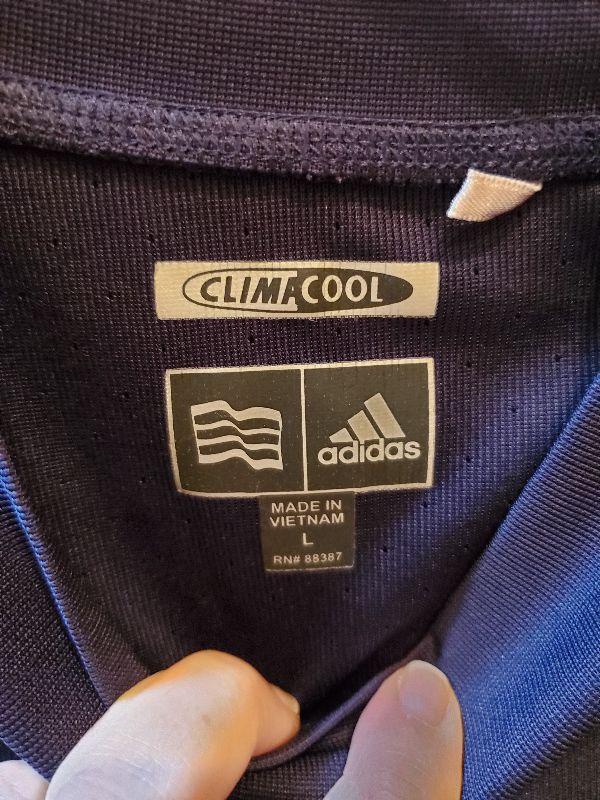 CLIMACOOL
adidas
MADE IN
VIETNAM
L
RN# 88387